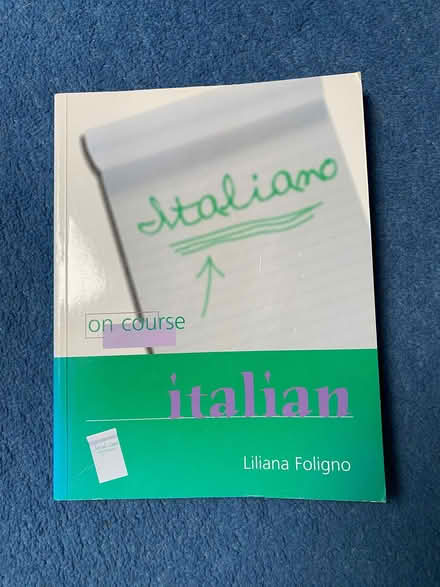 Italiano
on course
italian
Liliana Foligno